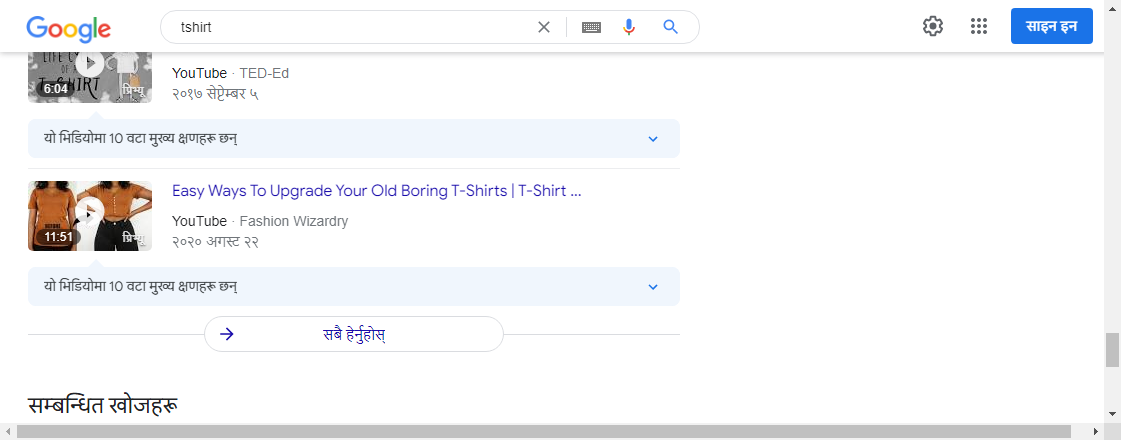 Google
tshirt
साइन इन
LIFE CYCLE
OF A
T-SHIRT
6:04
प्रिभ्यू
YouTube · TED-Ed
२०१७ सेप्टेम्बर ५
यो भिडियोमा 10 वटा मुख्य क्षणहरू छन्
Easy Ways To Upgrade Your Old Boring T-Shirts | T-Shirt ...
11:51
प्रिभ्यू
YouTube · Fashion Wizardry
२०२० अगस्ट २२
यो भिडियोमा 10 वटा मुख्य क्षणहरू छन्
सबै हेर्नुहोस्
सम्बन्धित खोजहरू